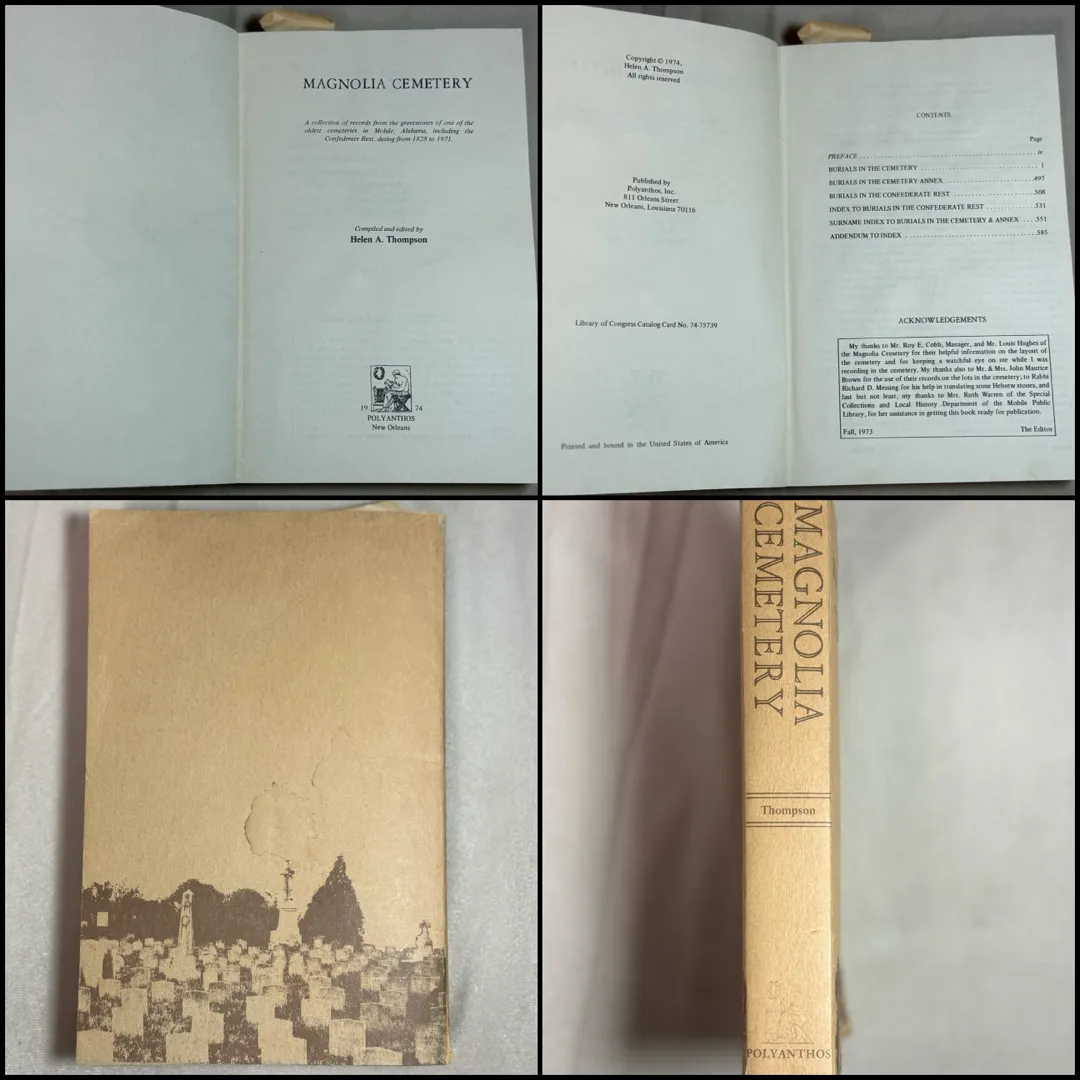 MAGNOLIA CEMETERY
A collection of records from the gravestones of one of the
oldest cemeteries in Mobile, Alabama, including the
Confederate Rest, dating from 1828 to 1971.
Compiled and edited by
Helen A. Thompson
19 74
POLYANTHOS
New Orleans
Copyright © 1974,
Helen A. Thompson
All rights reserved
Published by
Polyanthos, Inc.
811 Orleans Street
New Orleans, Louisiana 70116
Library of Congress Catalog Card No. 74-75739
Printed and bound in the United States of America
CONTENTS
Page
PREFACE iv
BURIALS IN THE CEMETERY 1
BURIALS IN THE CEMETERY ANNEX 497
BURIALS IN THE CONFEDERATE REST 508
INDEX TO BURIALS IN THE CONFEDERATE REST 531
SURNAME INDEX TO BURIALS IN THE CEMETERY & ANNEX 551
ADDENDUM TO INDEX 585
ACKNOWLEDGEMENTS
My thanks to Mr. Roy E. Cobb, Manager, and Mr. Louie Hughes of
the Magnolia Cemetery for their helpful information on the layout of
the cemetery and for keeping a watchful eye on me while I was
recording in the cemetery. My thanks also to Mr. & Mrs. John Maurice
Brown for the use of their records on the lots in the cemetery; to Rabbi
Richard D. Messing for his help in translating some Hebrew stones, and
last but not least, my thanks to Mrs. Ruth Warren of the Special
Collections and Local History Department of the Mobile Public
Library, for her assistance in getting this book ready for publication.
Fall, 1973 The Editor
MAGNOLIA
CEMETERY
Thompson
POLYANTHOS